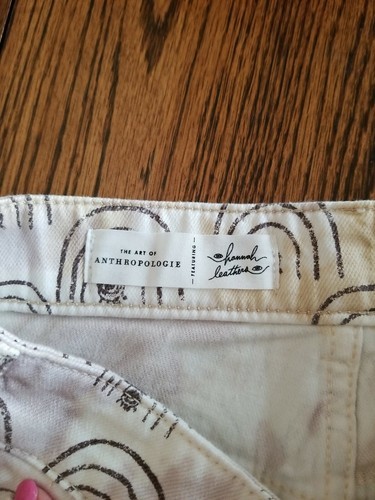 THE ART OF
ANTHROPOLOGIE
FEATURING
hannah
leathers